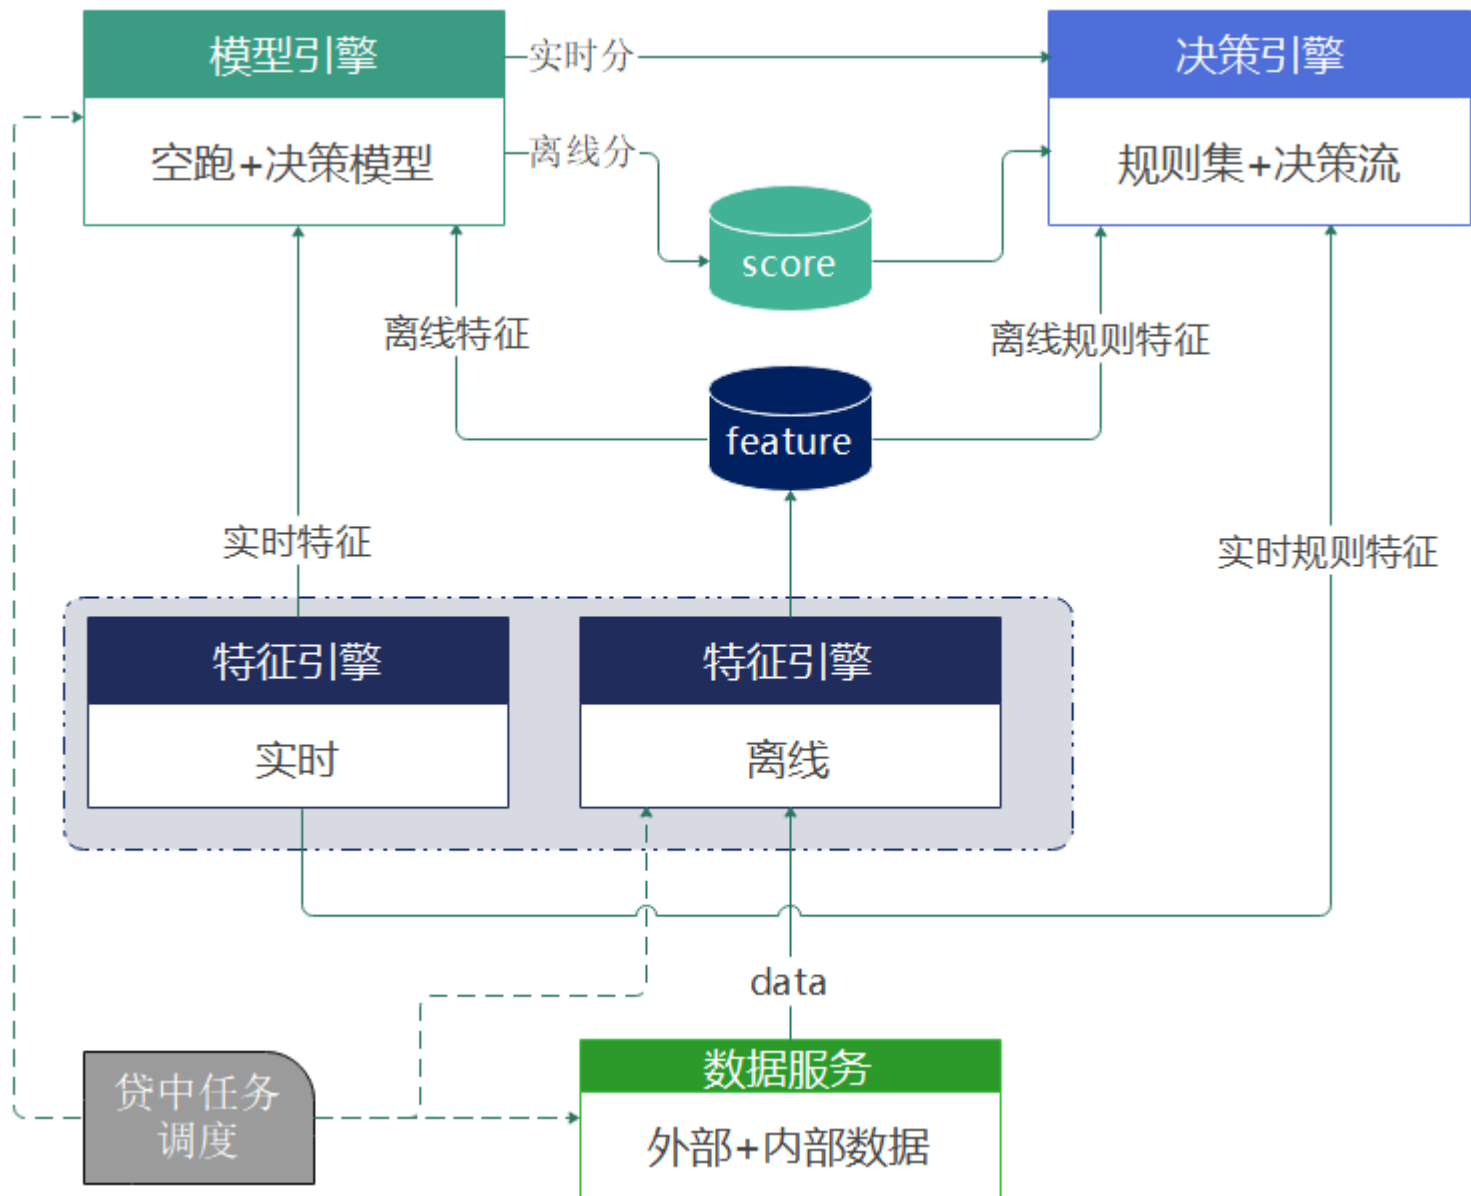 模型引擎
实时分
决策引擎
空跑+决策模型
离线分
规则集+决策流
score
离线特征
离线规则特征
feature
实时特征
实时规则特征
特征引擎
特征引擎
实时
离线
data
数据服务
贷中任务
调度
外部+内部数据